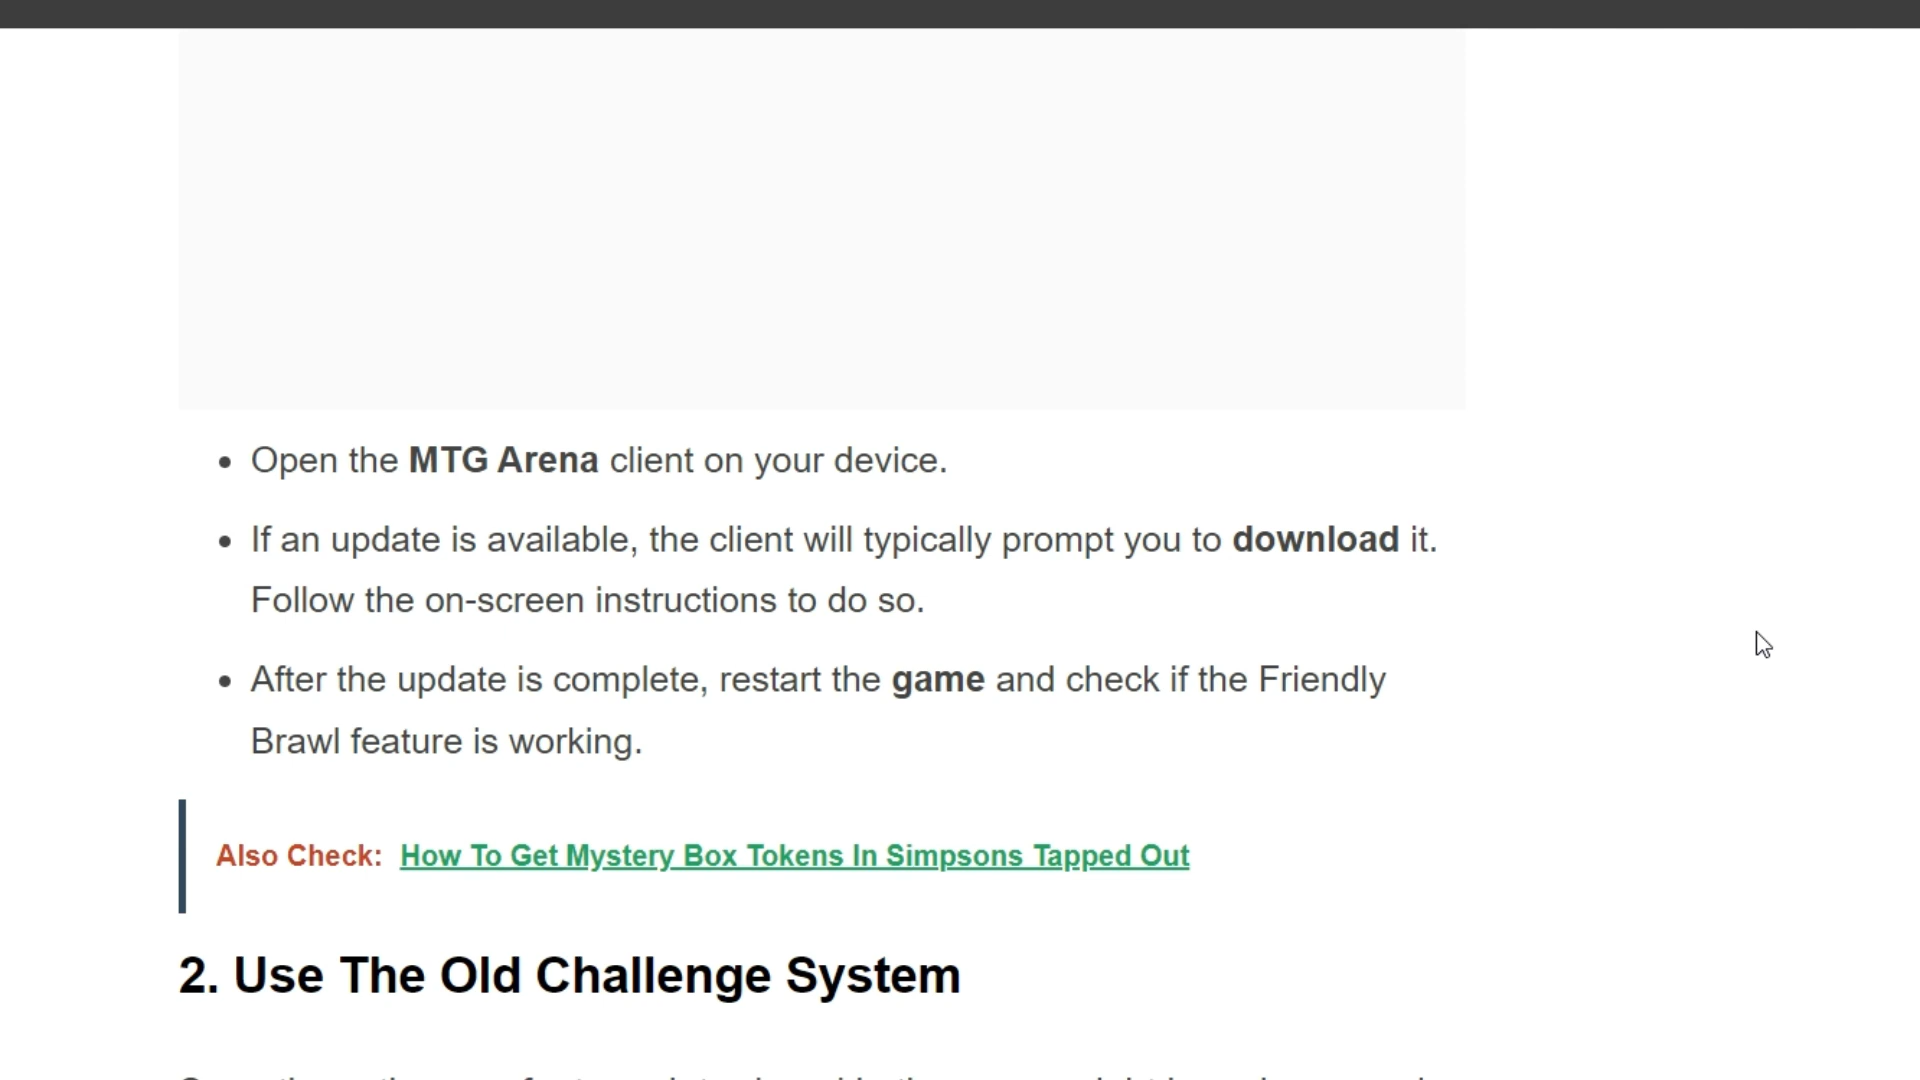 • Open the MTG Arena client on your device.
• If an update is available, the client will typically prompt you to download it.
Follow the on-screen instructions to do so.
• After the update is complete, restart the game and check if the Friendly
Brawl feature is working.
Also Check: How To Get Mystery Box Tokens In Simpsons Tapped Out
2. Use The Old Challenge System